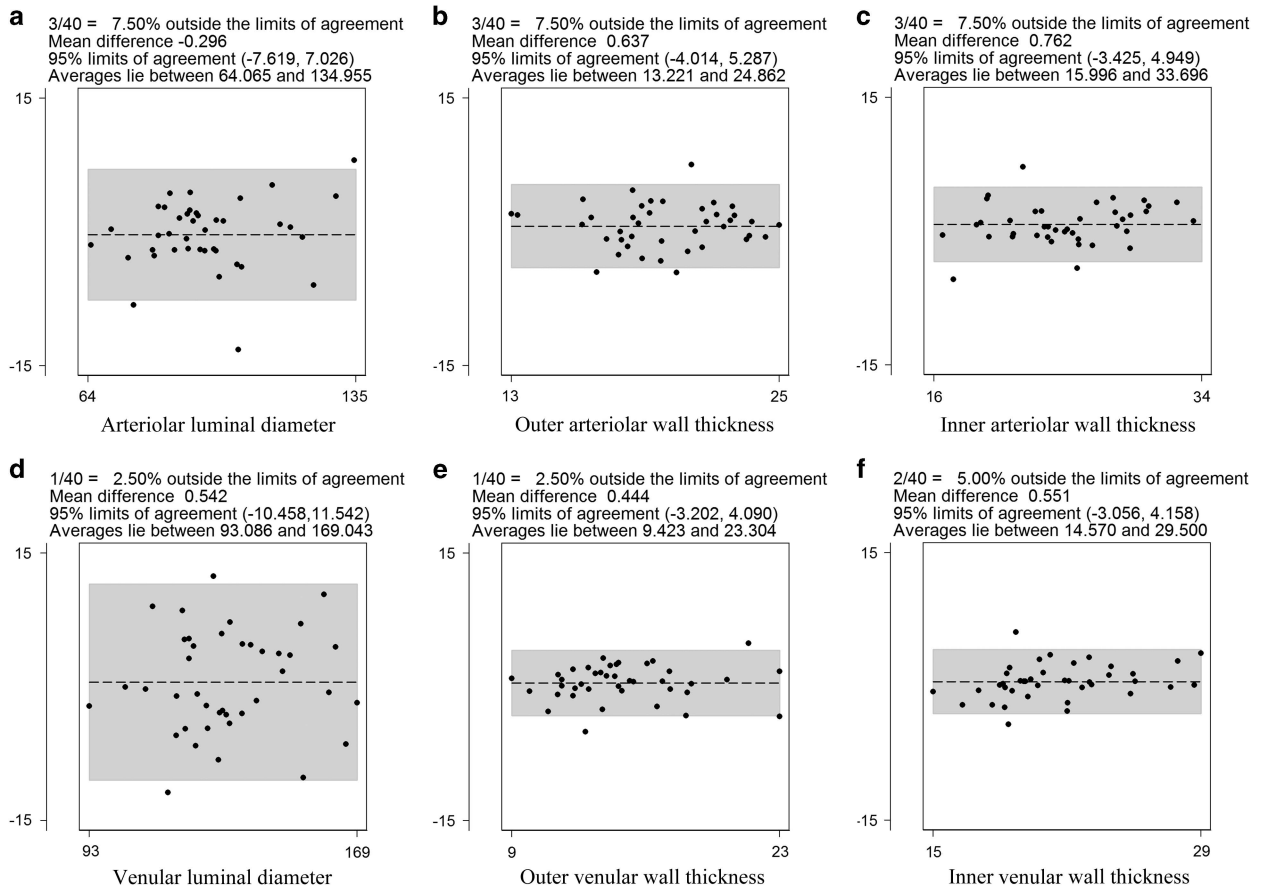 a
3/40 = 7.50% outside the limits of agreement
Mean difference -0.296
95% limits of agreement (-7.619, 7.026)
Averages lie between 64.065 and 134.955
15
-15
64
135
Arteriolar luminal diameter
b
3/40 = 7.50% outside the limits of agreement
Mean difference 0.637
95% limits of agreement (-4.014, 5.287)
Averages lie between 13.221 and 24.862
15
-15
13
25
Outer arteriolar wall thickness
c
3/40 = 7.50% outside the limits of agreement
Mean difference 0.762
95% limits of agreement (-3.425, 4.949)
Averages lie between 15.996 and 33.696
15
-15
16
34
Inner arteriolar wall thickness
d
1/40 = 2.50% outside the limits of agreement
Mean difference 0.542
95% limits of agreement (-10.458,11.542)
Averages lie between 93.086 and 169.043
15
-15
93
169
Venular luminal diameter
e
1/40 = 2.50% outside the limits of agreement
Mean difference 0.444
95% limits of agreement (-3.202, 4.090)
Averages lie between 9.423 and 23.304
15
-15
9
23
Outer venular wall thickness
f
2/40 = 5.00% outside the limits of agreement
Mean difference 0.551
95% limits of agreement (-3.056, 4.158)
Averages lie between 14.570 and 29.500
15
-15
15
29
Inner venular wall thickness